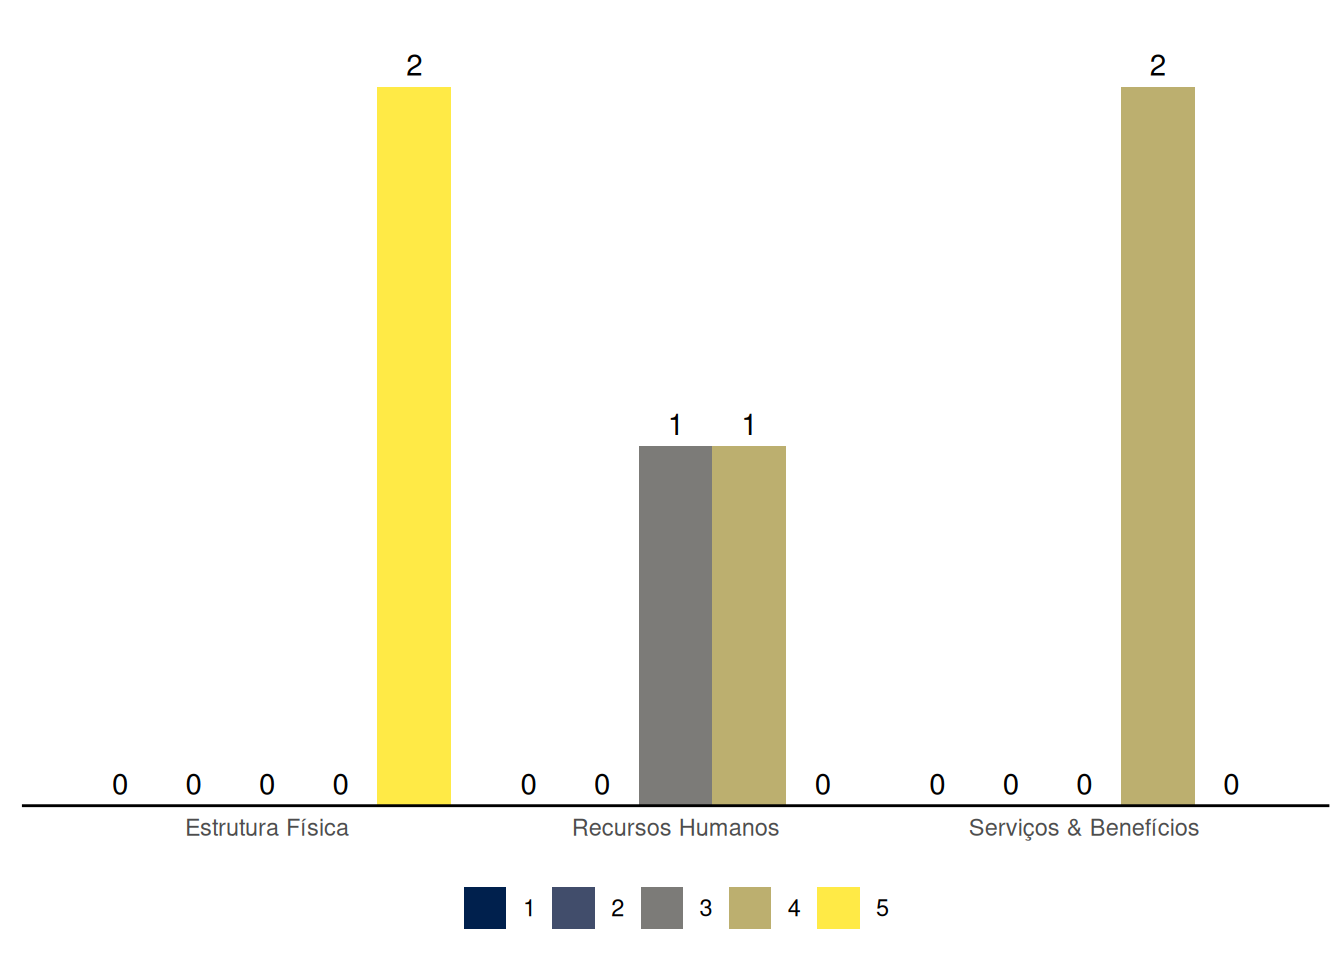 2 2
1 1
0 0 0 0 0 0 0 0 0 0 0
Estrutura Física Recursos Humanos Serviços & Benefícios
1 2 3 4 5